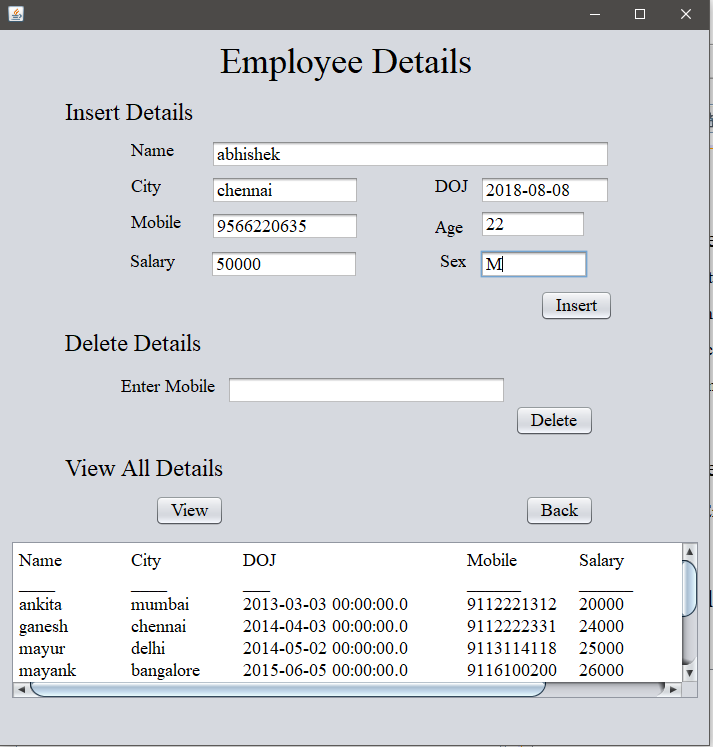 Employee Details
Insert Details
Name abhishek
City chennai DOJ 2018-08-08
Mobile 9566220635 Age 22
Salary 50000 Sex M
Insert
Delete Details
Enter Mobile
Delete
View All Details
View Back
Name City DOJ Mobile Salary
____ ____ ___ ______ ______
ankita mumbai 2013-03-03 00:00:00.0 9112221312 20000
ganesh chennai 2014-04-03 00:00:00.0 9112222331 24000
mayur delhi 2014-05-02 00:00:00.0 9113114118 25000
mayank bangalore 2015-06-05 00:00:00.0 9116100200 26000